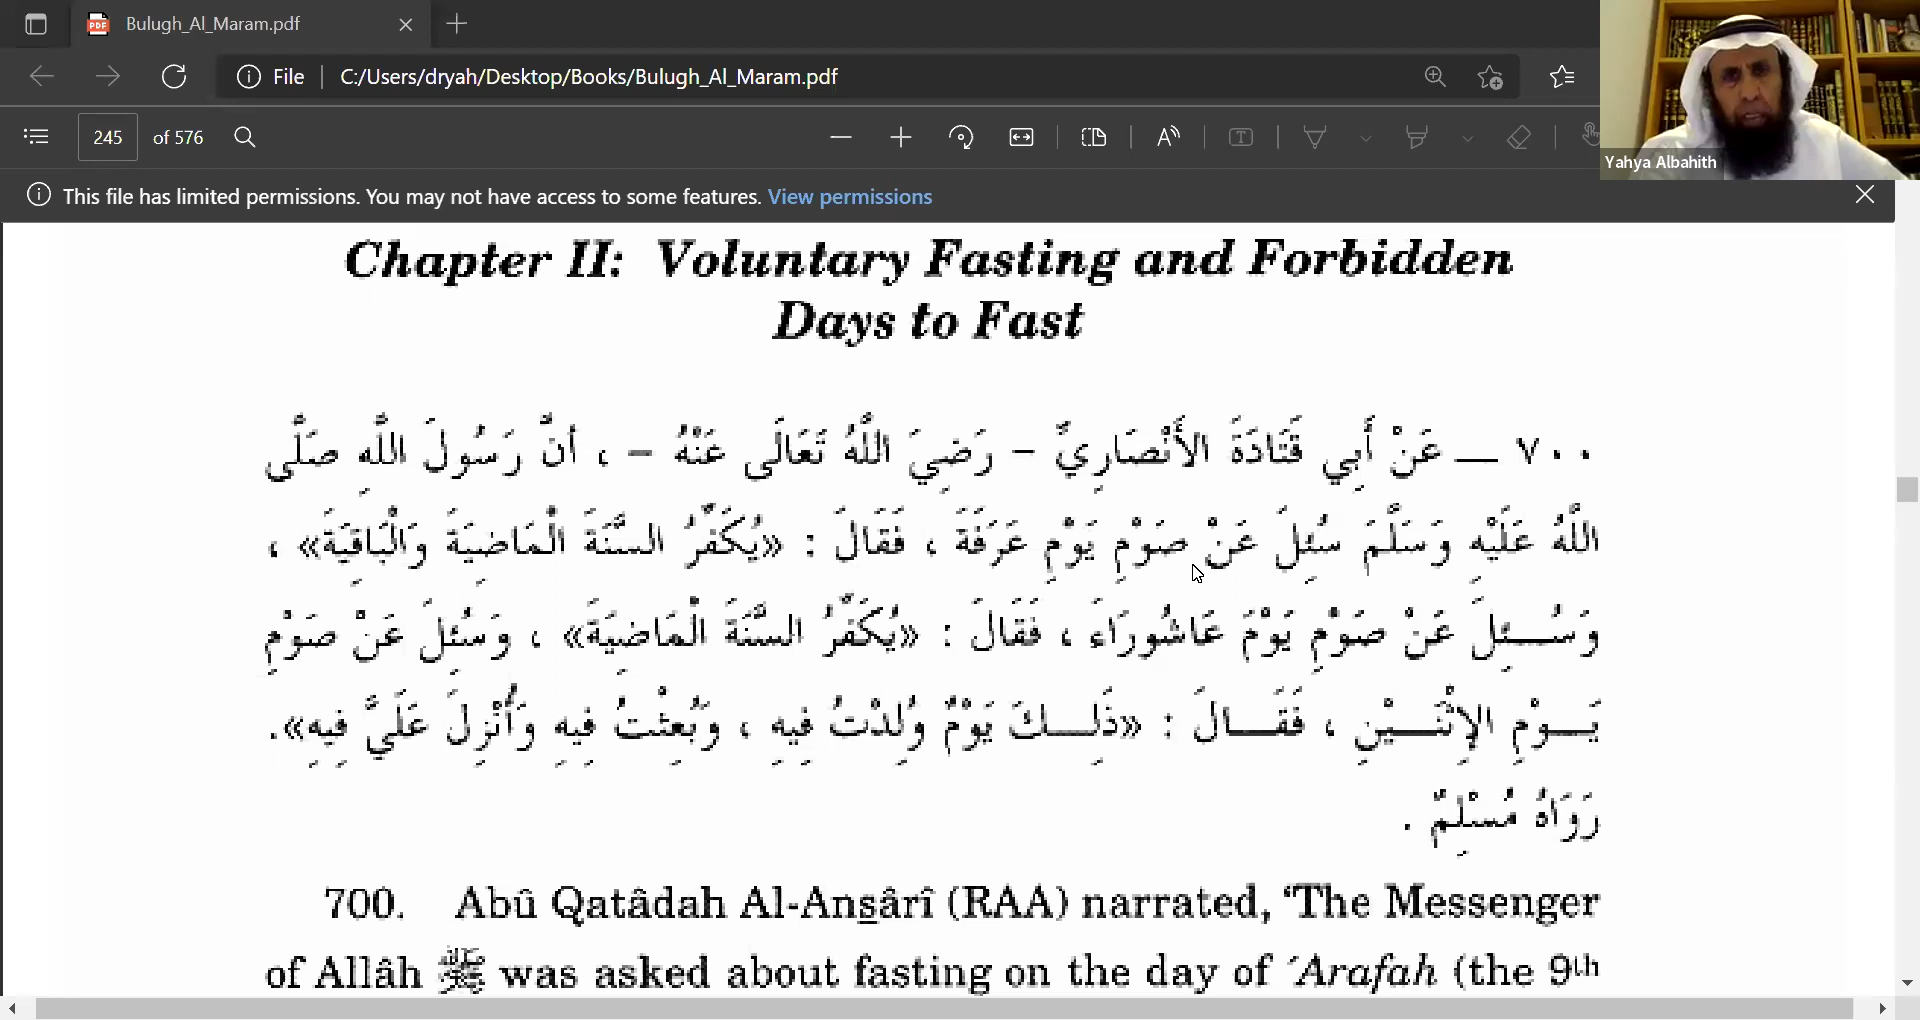 Bulugh_Al_Maram.pdf
File
C:/Users/dryah/Desktop/Books/Bulugh_Al_Maram.pdf
245 of 576
Yahya Albahith
This file has limited permissions. You may not have access to some features. View permissions
Chapter II: Voluntary Fasting and Forbidden
Days to Fast
٧٠٠ — عَنْ أَبِي قَتَادَةَ الأَنْصَارِيِّ – رَضِيَ اللَّهُ تَعَالَى عَنْهُ – ، أنَّ رَسُولَ اللَّهِ صَلَّى
اللَّهُ عَلَيْهِ وَسَلَّمَ سُئِلَ عَنْ صَوْمِ يَوْمِ عَرَفَةَ ، فَقَالَ : «يُكَفِّرُ السَّنَةَ الْمَاضِيَةَ وَالْبَاقِيَةَ» ،
وَسُئِلَ عَنْ صَوْمِ يَوْمَ عَاشُورَاءَ ، فَقَالَ : «يُكَفِّرُ السَّنَةَ الْمَاضِيَةَ» ، وَسُئِلَ عَنْ صَوْمِ
يَوْمِ الإِثْنَيْنِ ، فَقَالَ : «ذَلِكَ يَوْمٌ وُلِدْتُ فِيهِ ، وَبُعِثْتُ فِيهِ وَأُنْزِلَ عَلَيَّ فِيهِ».
رَوَاهُ مُسْلِمٌ .
700. Abû Qatâdah Al-Ansârî (RAA) narrated, ‘The Messenger
of Allâh ﷺ was asked about fasting on the day of ´Arafah (the 9th